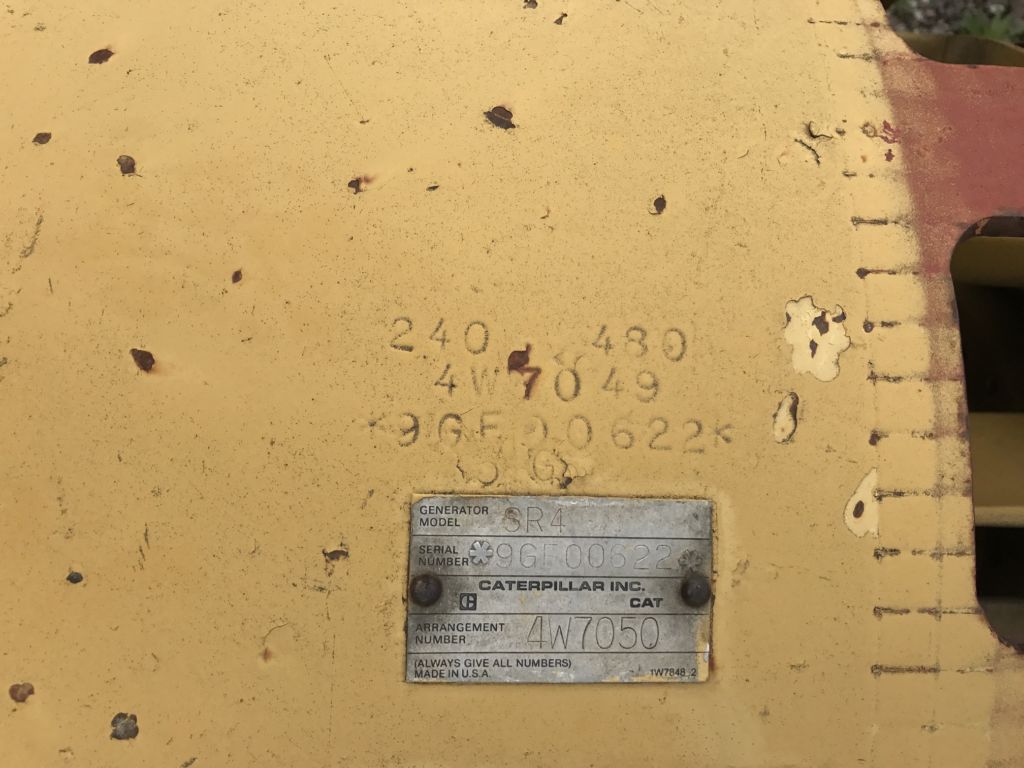 240 480
4W7049
*9GF00622*
GENERATOR MODEL SR4
SERIAL NUMBER *9GF00622*
CATERPILLAR INC.
CAT
ARRANGEMENT NUMBER 4W7050
(ALWAYS GIVE ALL NUMBERS)
MADE IN U.S.A. 1W7848 2